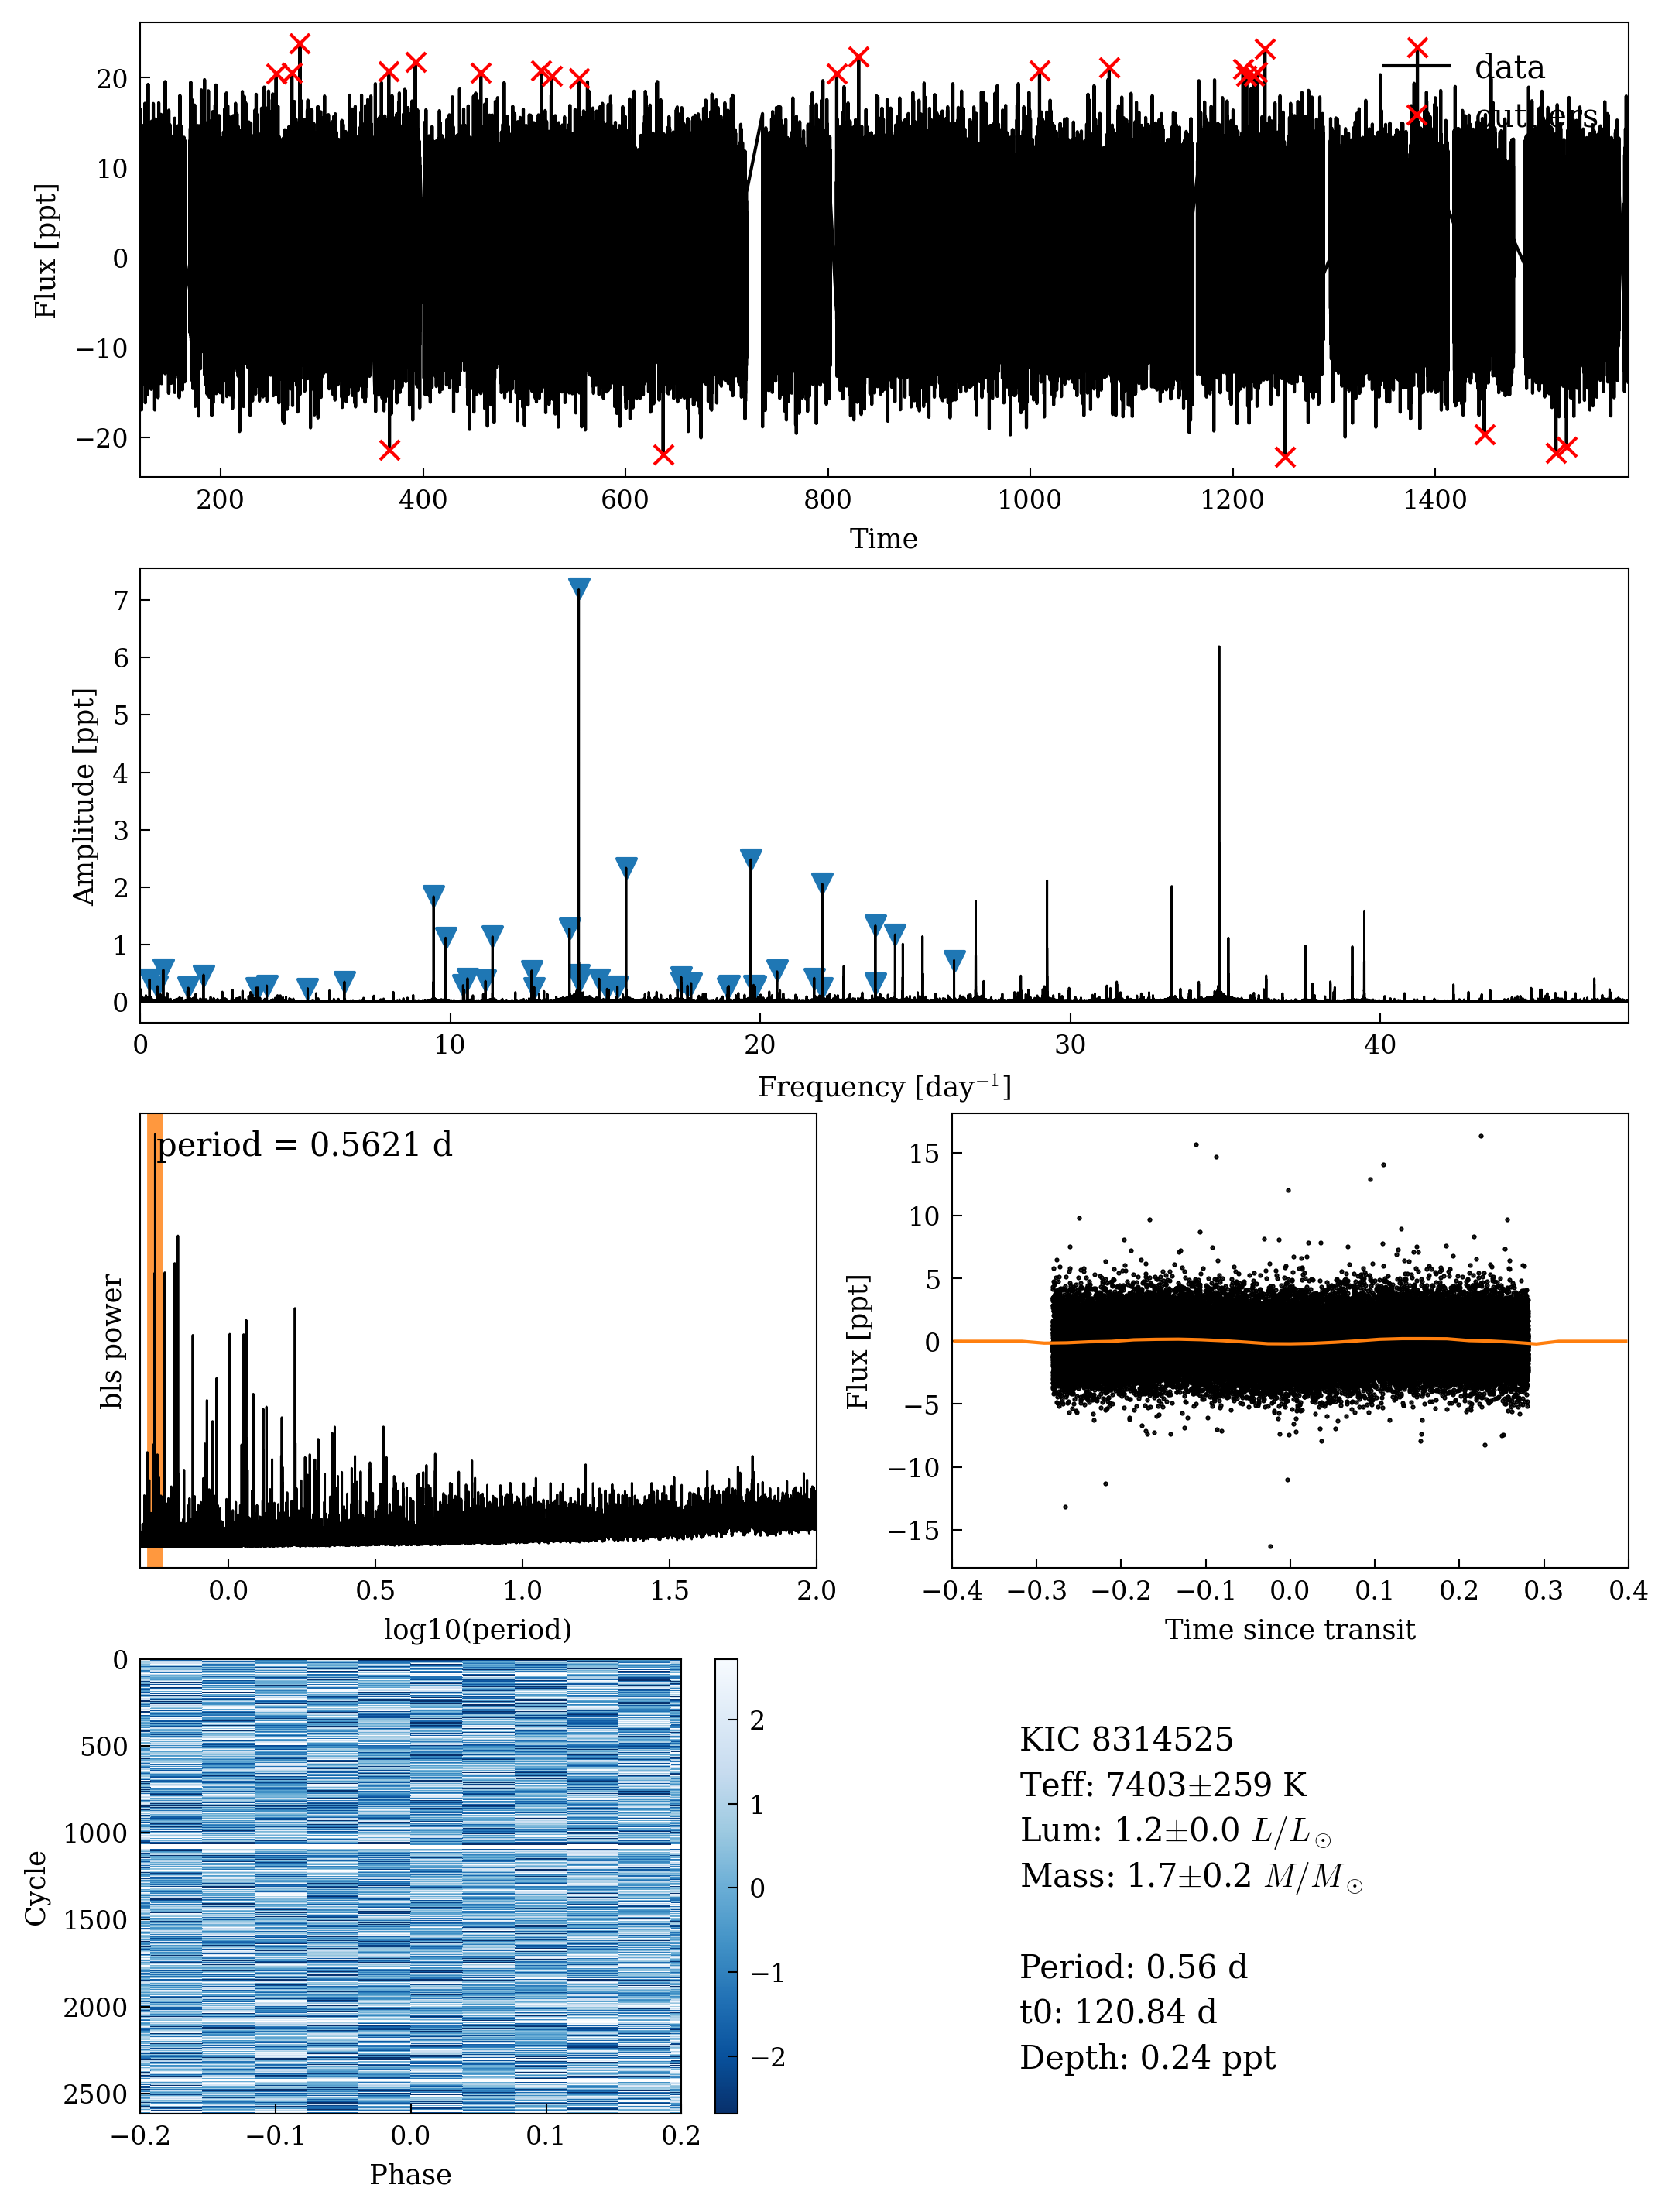 20
10
0
−10
−20
Flux [ppt]
data
outliers
200 400 600 800 1000 1200 1400
Time
7
6
5
4
3
2
1
0
Amplitude [ppt]
0 10 20 30 40
Frequency [day⁻¹]
period = 0.5621 d
bls power
0.0 0.5 1.0 1.5 2.0
log10(period)
15
10
5
0
−5
−10
−15
Flux [ppt]
−0.4 −0.3 −0.2 −0.1 0.0 0.1 0.2 0.3 0.4
Time since transit
0
500
1000
1500
2000
2500
Cycle
−0.2 −0.1 0.0 0.1 0.2
Phase
2
1
0
−1
−2
KIC 8314525
Teff: 7403±259 K
Lum: 1.2±0.0 L/L☉
Mass: 1.7±0.2 M/M☉
Period: 0.56 d
t0: 120.84 d
Depth: 0.24 ppt